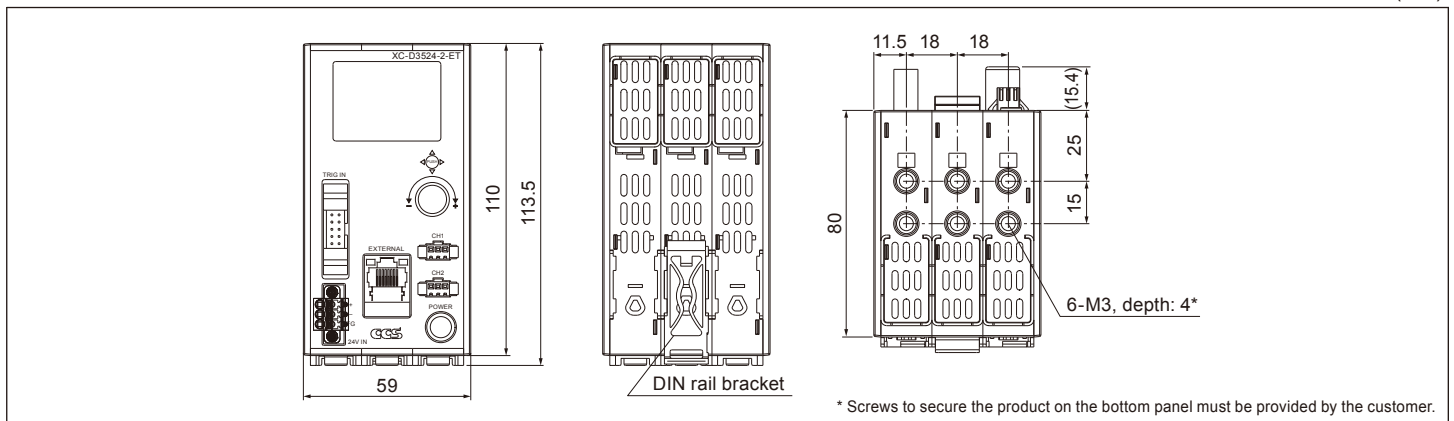 XC-D3524-2-ET
PUSH
TRIG IN
- +
CH1
EXTERNAL
CH2
POWER
+
-
G
CCS
24V IN
110
113.5
59
DIN rail bracket
11.5 18 18
(15.4)
25
15
80
6-M3, depth: 4*
* Screws to secure the product on the bottom panel must be provided by the customer.